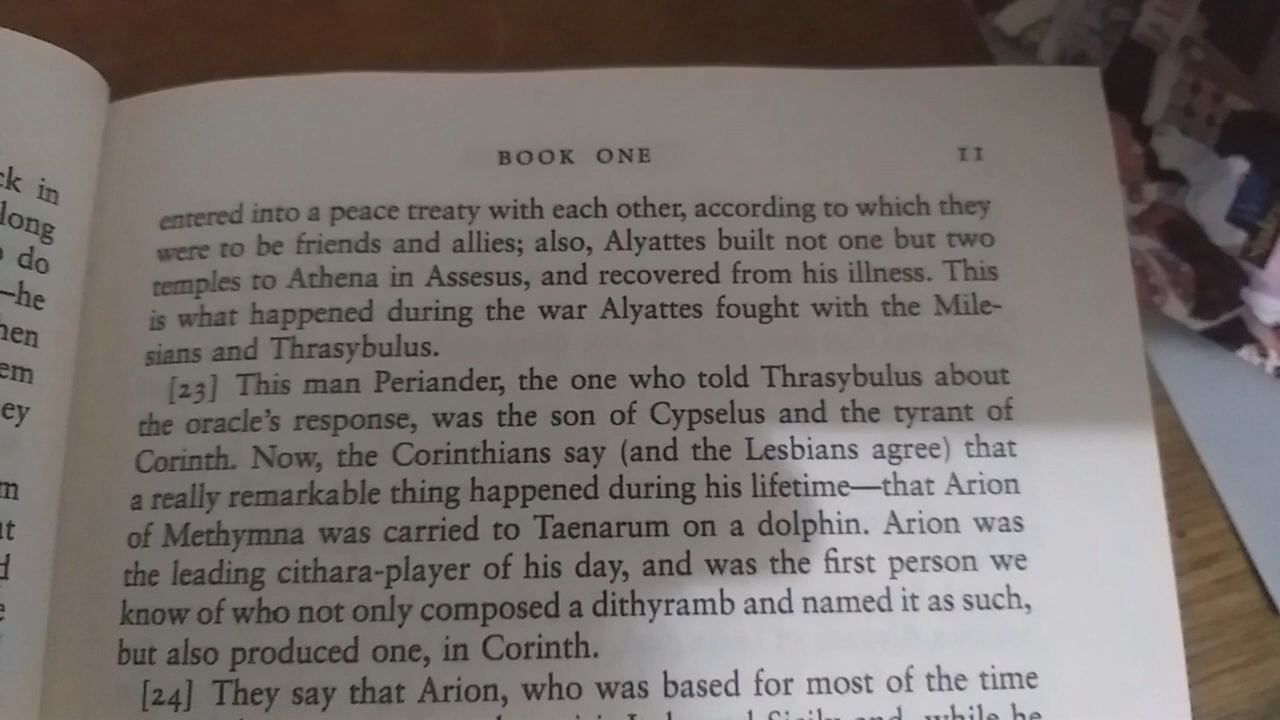 BOOK ONE 11
entered into a peace treaty with each other, according to which they
were to be friends and allies; also, Alyattes built not one but two
temples to Athena in Assesus, and recovered from his illness. This
is what happened during the war Alyattes fought with the Mile-
sians and Thrasybulus.
[23] This man Periander, the one who told Thrasybulus about
the oracle's response, was the son of Cypselus and the tyrant of
Corinth. Now, the Corinthians say (and the Lesbians agree) that
a really remarkable thing happened during his lifetime—that Arion
of Methymna was carried to Taenarum on a dolphin. Arion was
the leading cithara-player of his day, and was the first person we
know of who not only composed a dithyramb and named it as such,
but also produced one, in Corinth.
[24] They say that Arion, who was based for most of the time